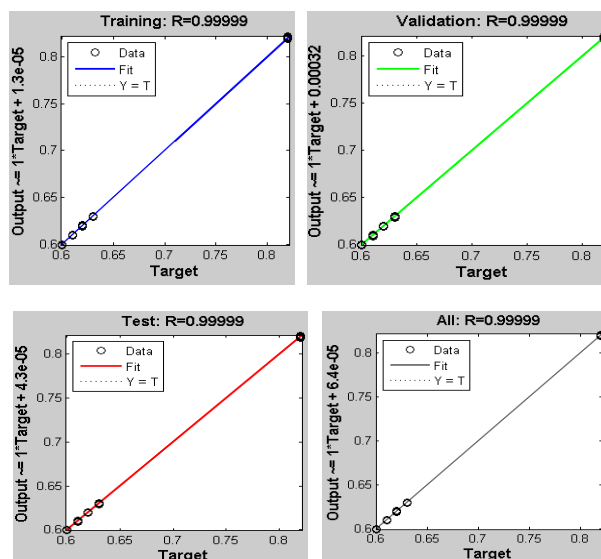 Training: R=0.99999
Output ~= 1*Target + 1.3e-05
Data
Fit
Y = T
0.8
0.75
0.7
0.65
0.6
0.6 0.65 0.7 0.75 0.8
Target
Validation: R=0.99999
Output ~= 1*Target + 0.00032
Data
Fit
Y = T
0.8
0.75
0.7
0.65
0.6
0.6 0.65 0.7 0.75 0.8
Target
Test: R=0.99999
Output ~= 1*Target + 4.3e-05
Data
Fit
Y = T
0.8
0.75
0.7
0.65
0.6
0.6 0.65 0.7 0.75 0.8
Target
All: R=0.99999
Output ~= 1*Target + 6.4e-05
Data
Fit
Y = T
0.8
0.75
0.7
0.65
0.6
0.6 0.65 0.7 0.75 0.8
Target